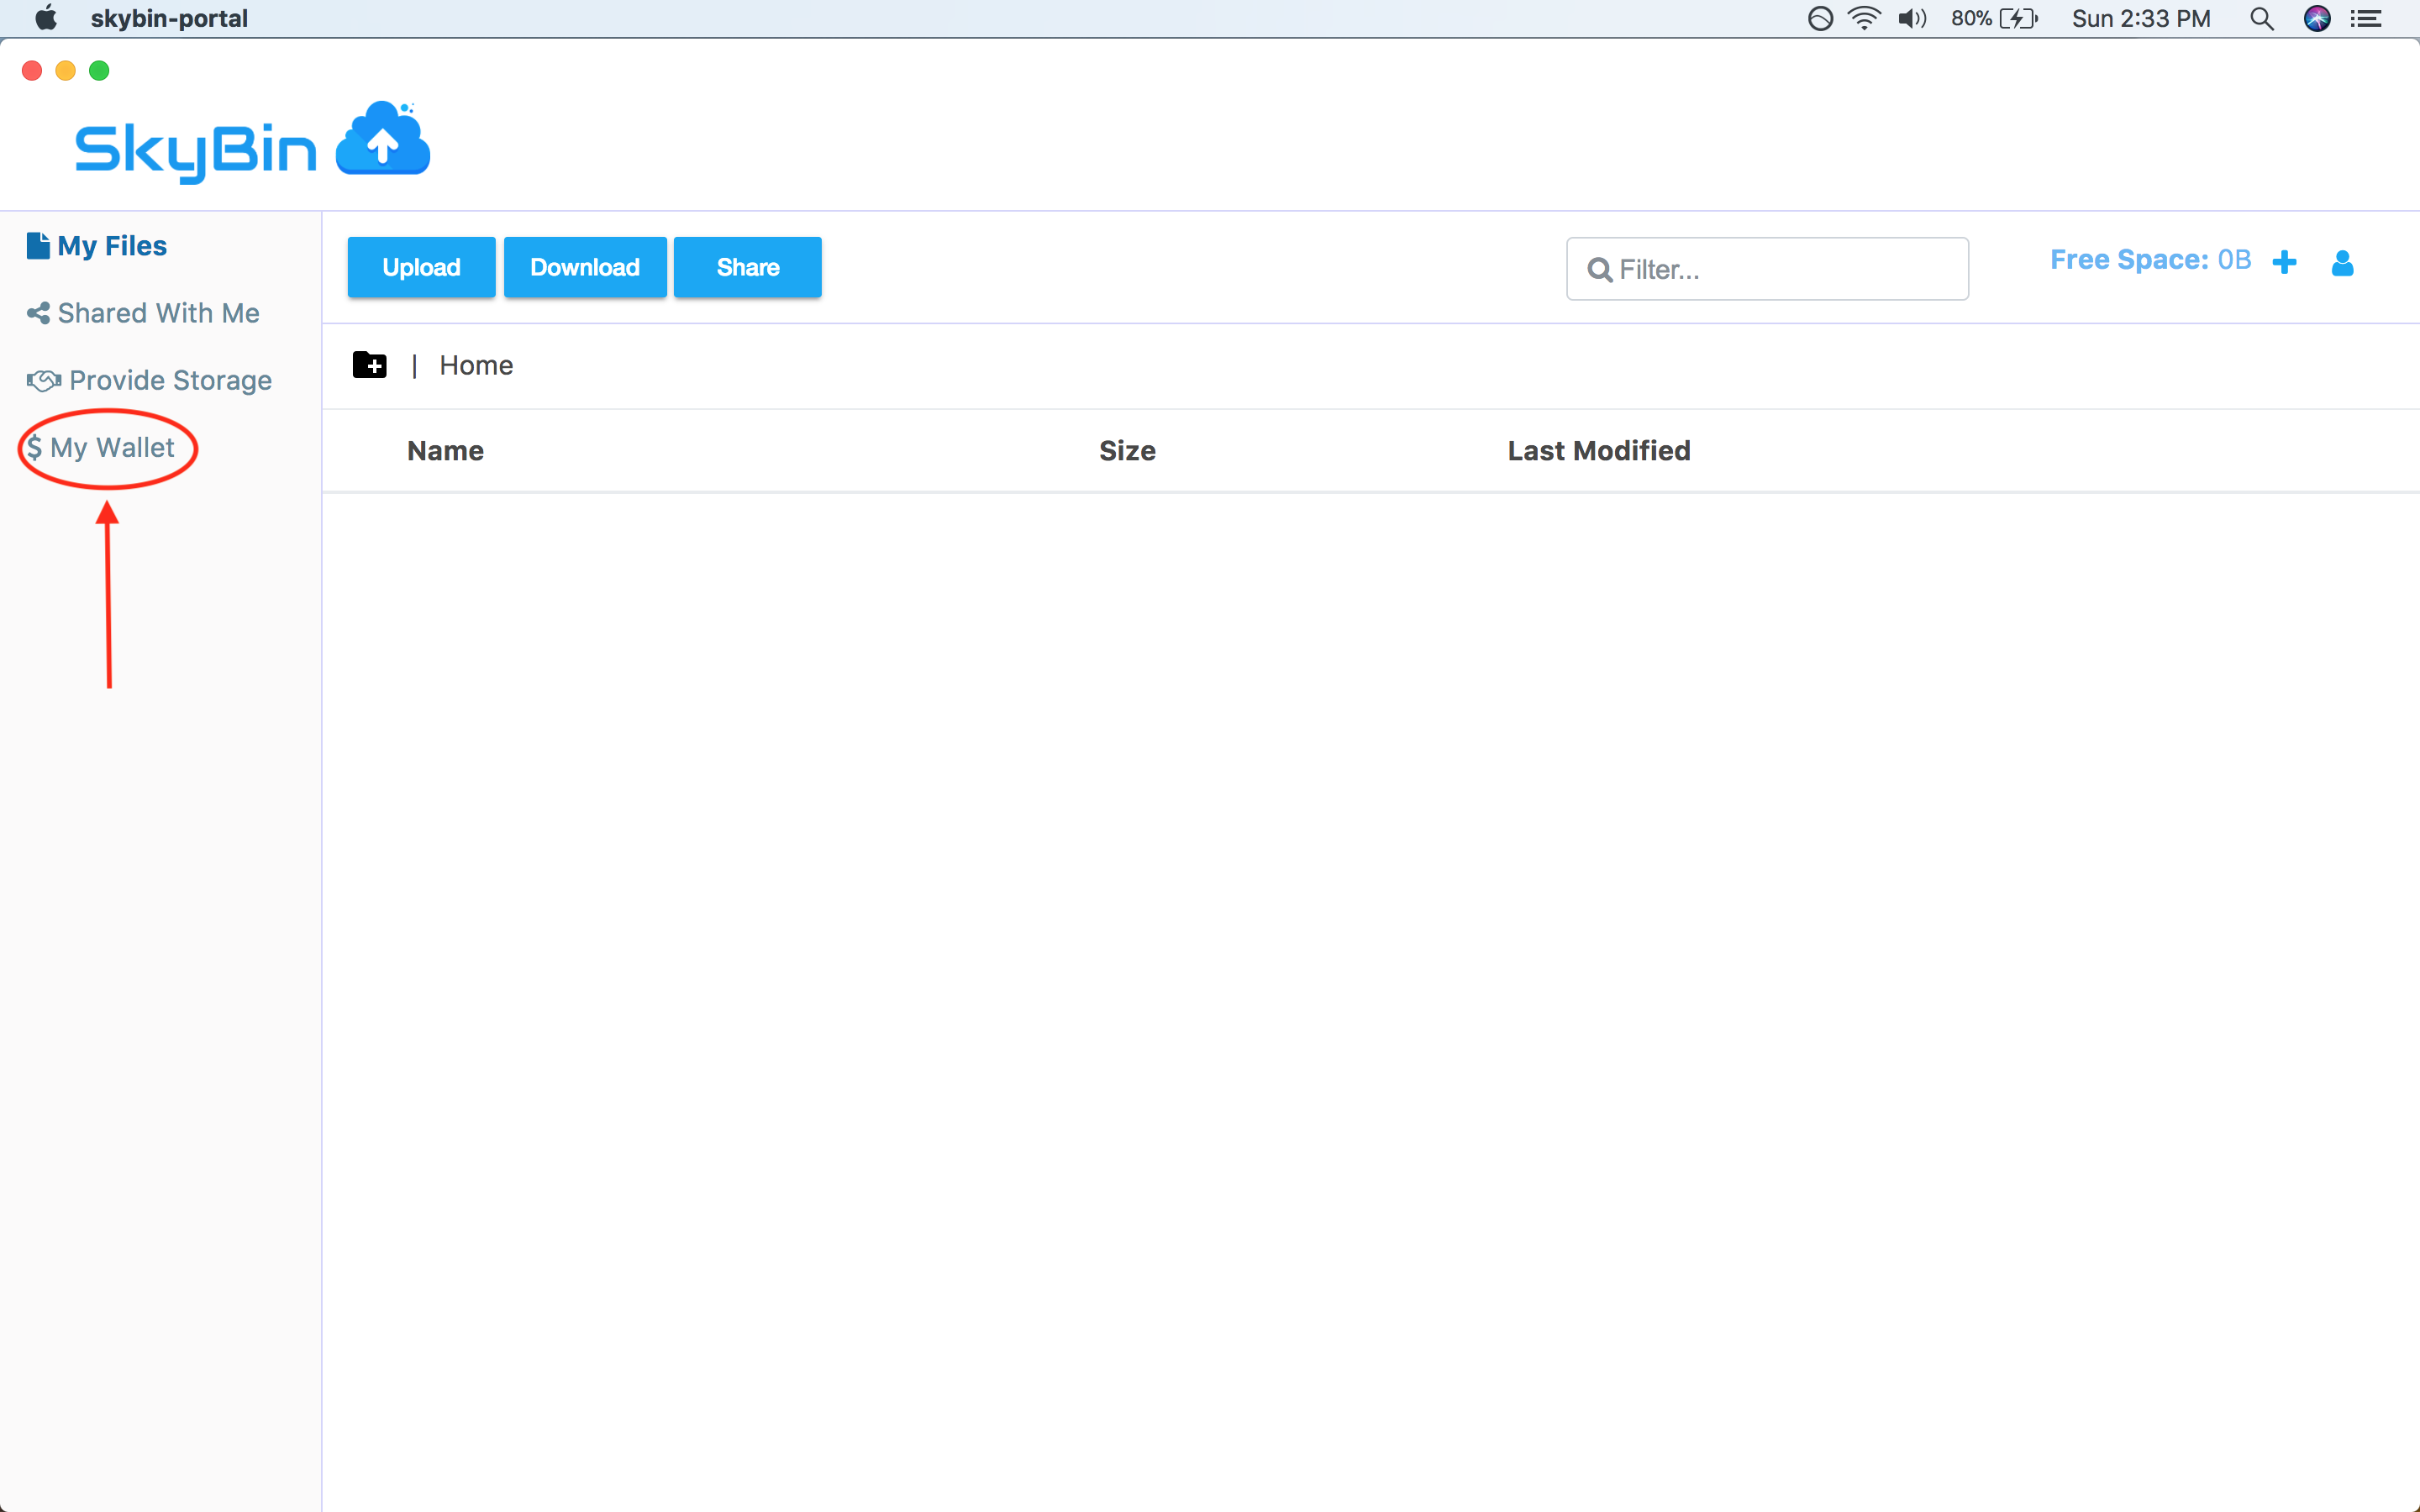 skybin-portal
80%
Sun 2:33 PM
SkyBin
My Files
Shared With Me
Provide Storage
$ My Wallet
Upload
Download
Share
Filter...
Free Space: 0B
| Home
Name
Size
Last Modified